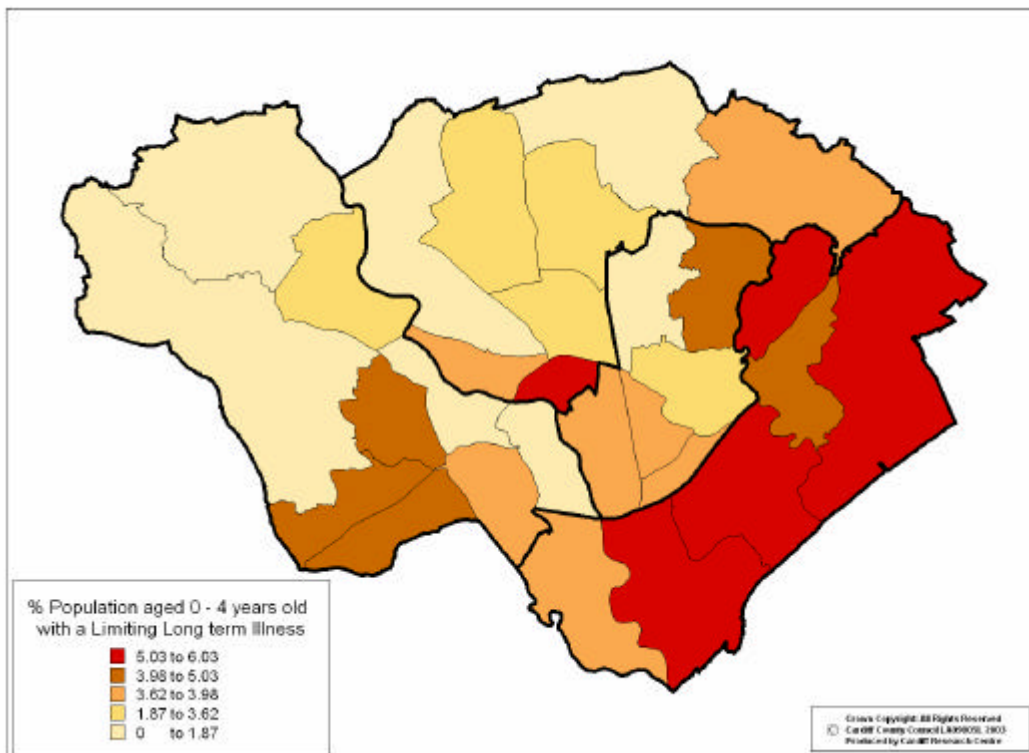 % Population aged 0 - 4 years old
with a Limiting Long term Illness
5.03 to 6.03
3.98 to 5.03
3.62 to 3.98
1.87 to 3.62
0 to 1.87
Crown Copyright. All Rights Reserved
© Cardiff County Council LA09005L 2003
Produced by Cardiff Research Centre